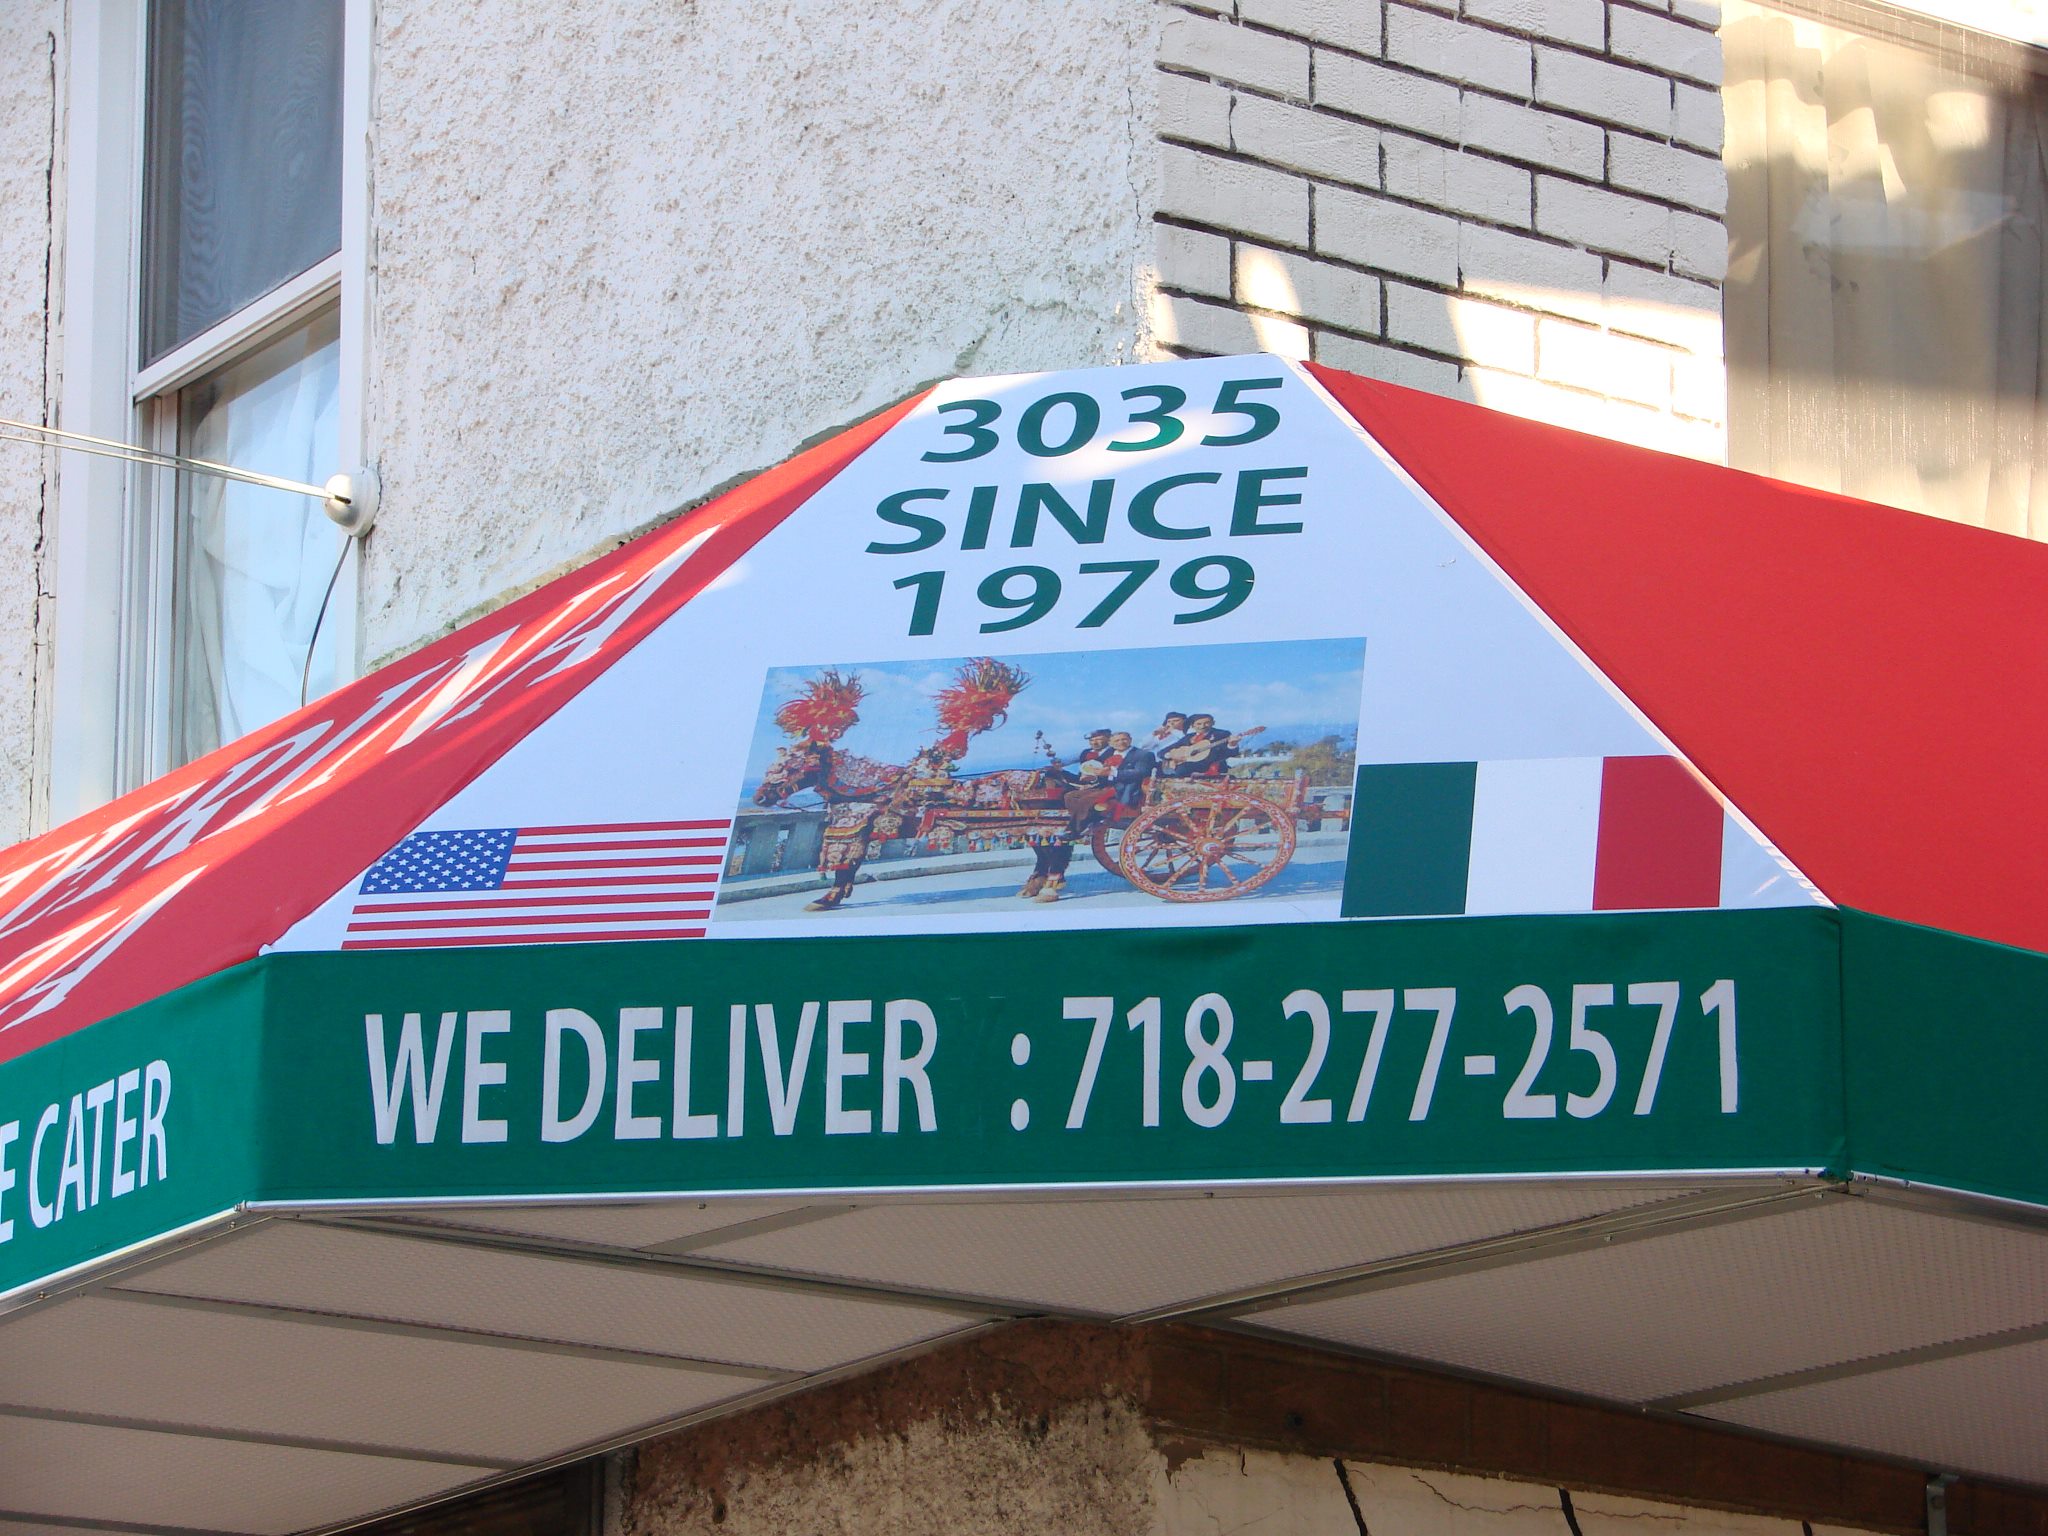 3035
SINCE
1979
WE DELIVER : 718-277-2571
CATER